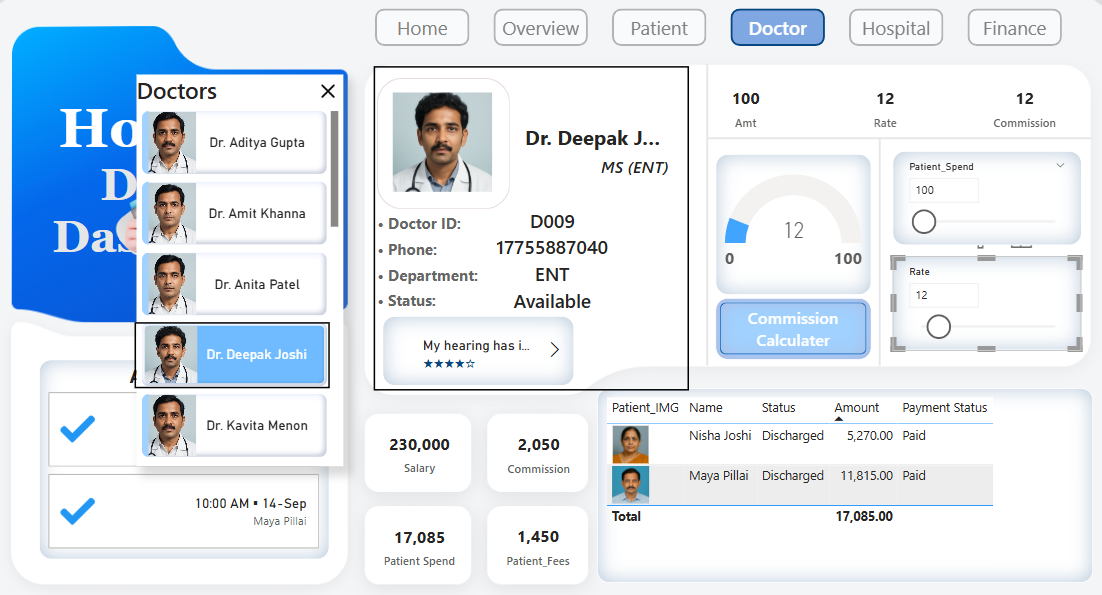 Home
Overview
Patient
Doctor
Hospital
Finance
Doctors
Dr. Aditya Gupta
Dr. Amit Khanna
Dr. Anita Patel
Dr. Deepak Joshi
Dr. Kavita Menon
10:00 AM ▪ 14-Sep
Maya Pillai
Dr. Deepak J...
MS (ENT)
• Doctor ID: D009
• Phone: 17755887040
• Department: ENT
• Status: Available
My hearing has i...
★★★★☆
100
Amt
12
Rate
12
Commission
12
0
100
Commission
Calculater
Patient_Spend
100
Rate
12
230,000
Salary
2,050
Commission
17,085
Patient Spend
1,450
Patient_Fees
Patient_IMG Name Status Amount Payment Status
Nisha Joshi Discharged 5,270.00 Paid
Maya Pillai Discharged 11,815.00 Paid
Total 17,085.00